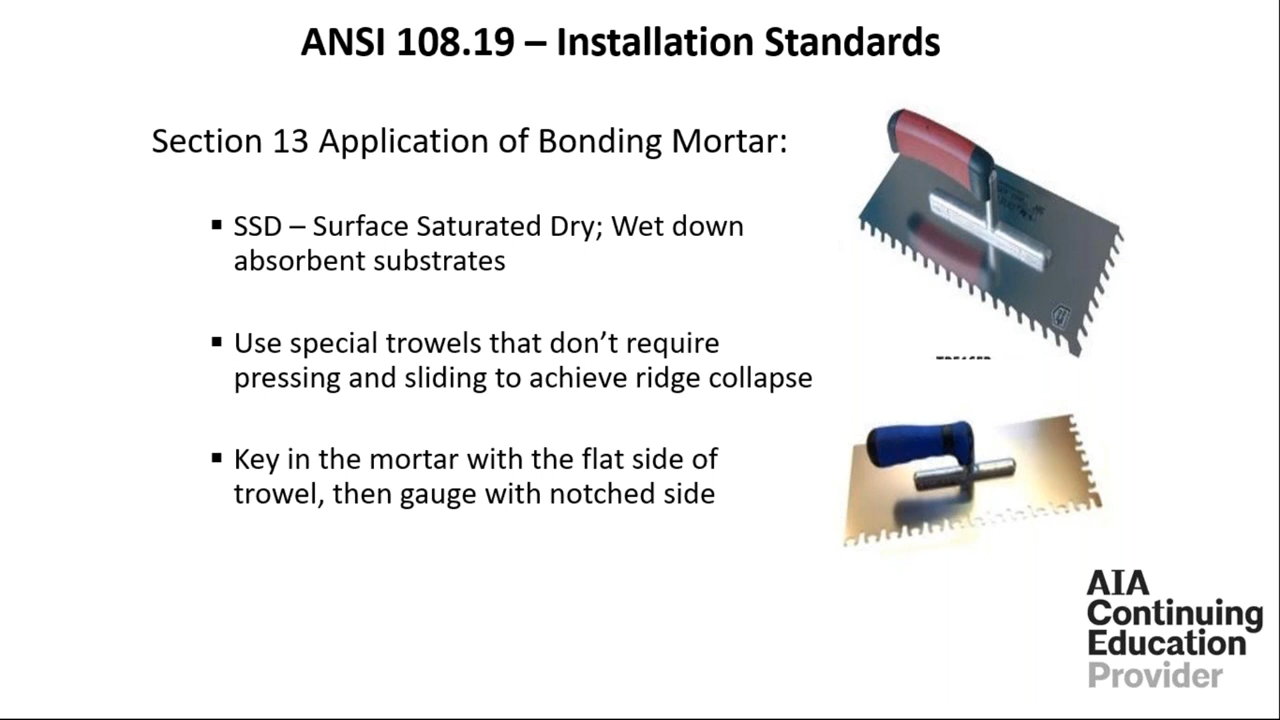 ANSI 108.19 – Installation Standards
Section 13 Application of Bonding Mortar:
▪ SSD – Surface Saturated Dry; Wet down
absorbent substrates
▪ Use special trowels that don’t require
pressing and sliding to achieve ridge collapse
▪ Key in the mortar with the flat side of
trowel, then gauge with notched side
AIA
Continuing
Education
Provider